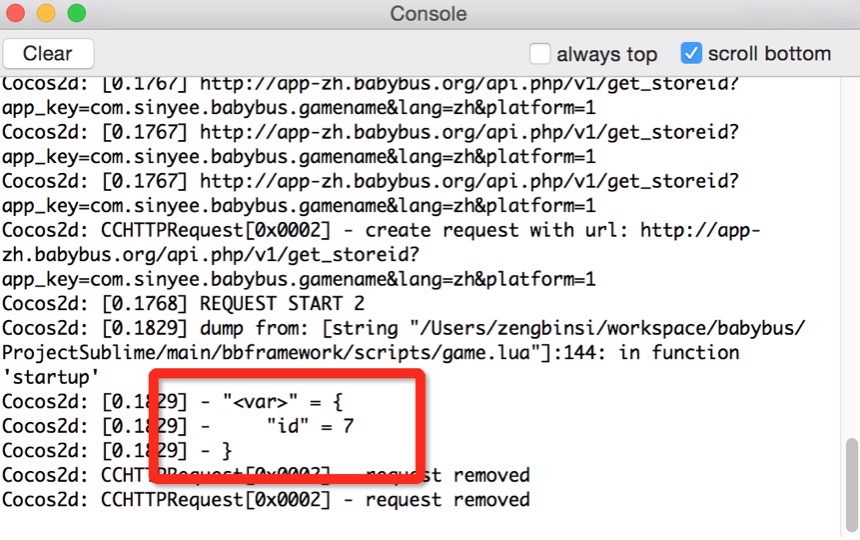 Console
Clear
always top
scroll bottom
Cocos2d: [0.1767] http://app-zh.babybus.org/api.php/v1/get_storeid?
app_key=com.sinyee.babybus.gamename&lang=zh&platform=1
Cocos2d: [0.1767] http://app-zh.babybus.org/api.php/v1/get_storeid?
app_key=com.sinyee.babybus.gamename&lang=zh&platform=1
Cocos2d: [0.1767] http://app-zh.babybus.org/api.php/v1/get_storeid?
app_key=com.sinyee.babybus.gamename&lang=zh&platform=1
Cocos2d: CCHTTPRequest[0x0002] - create request with url: http://app-
zh.babybus.org/api.php/v1/get_storeid?
app_key=com.sinyee.babybus.gamename&lang=zh&platform=1
Cocos2d: [0.1768] REQUEST START 2
Cocos2d: [0.1829] dump from: [string "/Users/zengbinsi/workspace/babybus/
ProjectSublime/main/bbframework/scripts/game.lua"]:144: in function
'startup'
Cocos2d: [0.1829] - "<var>" = {
Cocos2d: [0.1829] -     "id" = 7
Cocos2d: [0.1829] - }
Cocos2d: CCHTTPRequest[0x0002] - request removed
Cocos2d: CCHTTPRequest[0x0002] - request removed